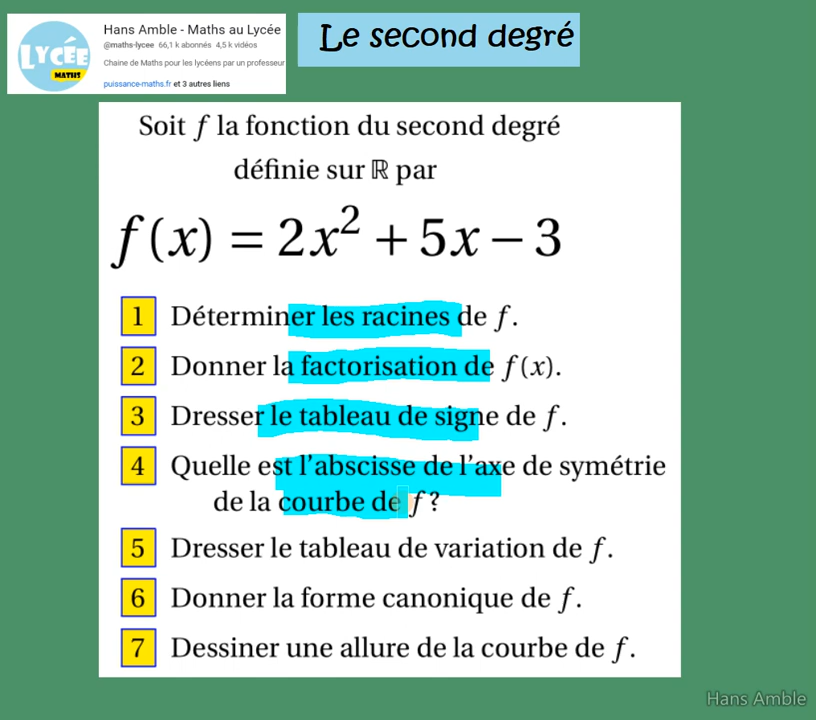 Hans Amble - Maths au Lycée
@maths-lycee 66,1 k abonnés 4,5 k vidéos
Chaine de Maths pour les lycéens par un professeur
puissance-maths.fr et 3 autres liens
LYCÉE
MATHS
Le second degré
Soit f la fonction du second degré
définie sur ℝ par
f(x) = 2x² + 5x − 3
1 Déterminer les racines de f.
2 Donner la factorisation de f(x).
3 Dresser le tableau de signe de f.
4 Quelle est l'abscisse de l'axe de symétrie
de la courbe de f ?
5 Dresser le tableau de variation de f.
6 Donner la forme canonique de f.
7 Dessiner une allure de la courbe de f.
Hans Amble